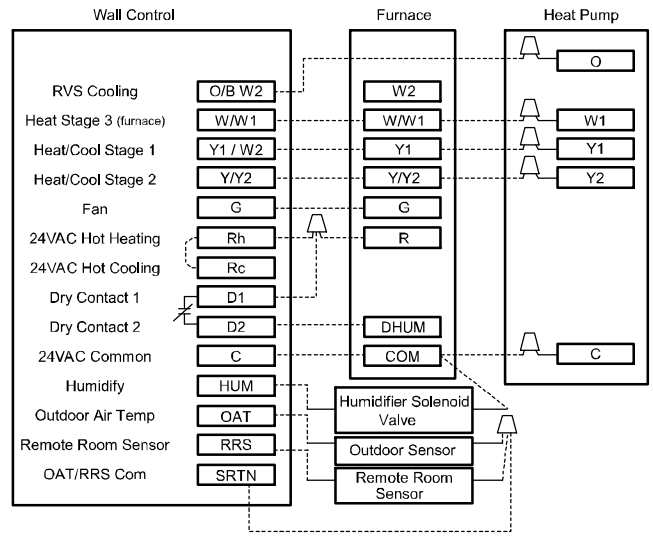 Wall Control Furnace Heat Pump
O
RVS Cooling O/B W2 W2
Heat Stage 3 (furnace) W/W1 W/W1 W1
Heat/Cool Stage 1 Y1 / W2 Y1 Y1
Heat/Cool Stage 2 Y/Y2 Y/Y2 Y2
Fan G G
24VAC Hot Heating Rh R
24VAC Hot Cooling Rc
Dry Contact 1 D1
Dry Contact 2 D2 DHUM
24VAC Common C COM C
Humidify HUM
Humidifier Solenoid
Valve
Outdoor Air Temp OAT
Outdoor Sensor
Remote Room Sensor RRS
Remote Room
Sensor
OAT/RRS Com SRTN